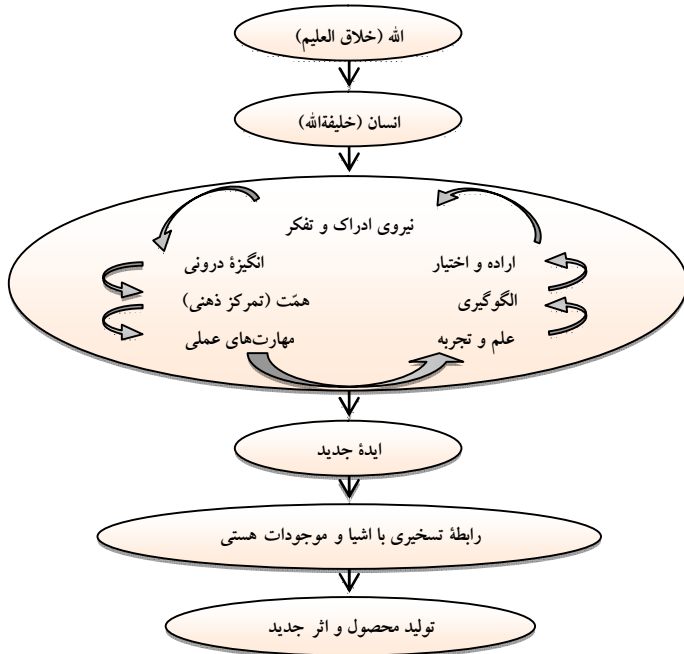 الله (خلاق العلیم)
انسان (خلیفةالله)
نیروی ادراک و تفکر
اراده و اختیار
انگیزهٔ درونی
الگوگیری
همّت (تمرکز ذهنی)
علم و تجربه
مهارت‌های عملی
ایدهٔ جدید
رابطهٔ تسخیری با اشیا و موجودات هستی
تولید محصول و اثر جدید